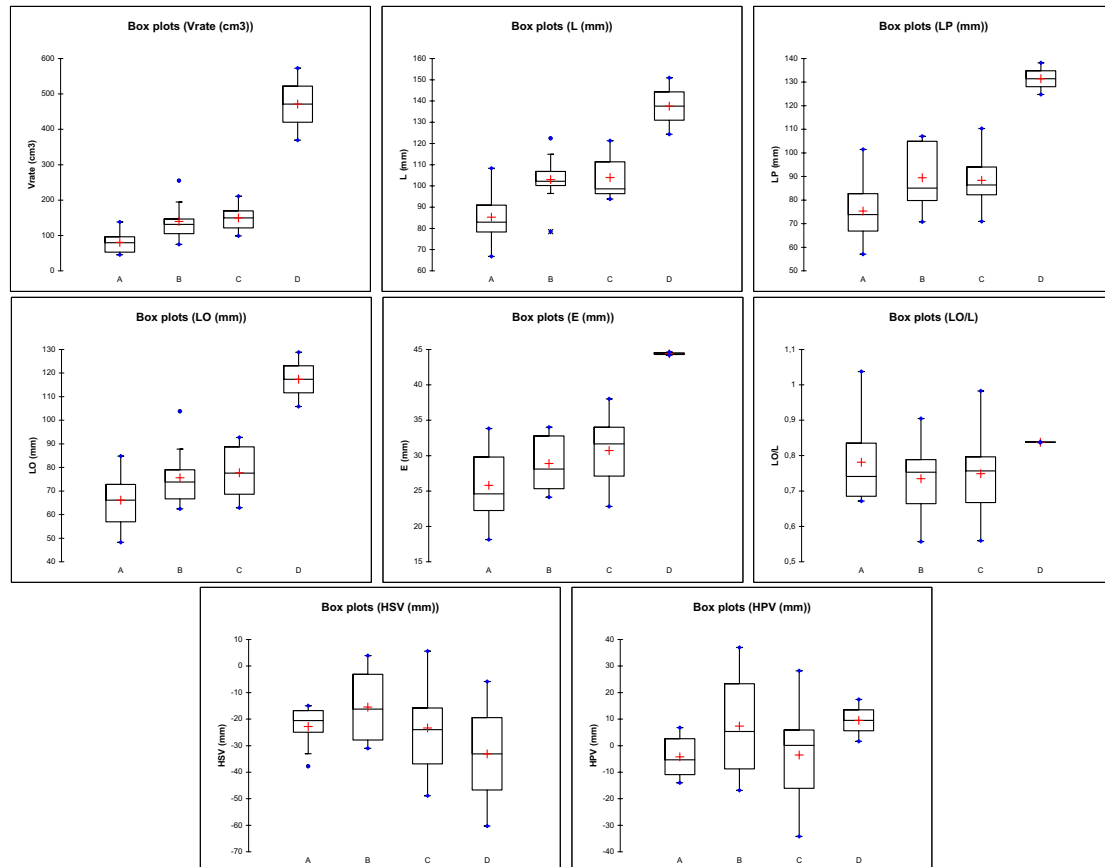 Box plots (Vrate (cm3))
Vrate (cm3)
600
500
400
300
200
100
0
A B C D
Box plots (L (mm))
L (mm)
160
150
140
130
120
110
100
90
80
70
60
A B C D
Box plots (LP (mm))
LP (mm)
140
130
120
110
100
90
80
70
60
50
A B C D
Box plots (LO (mm))
LO (mm)
130
120
110
100
90
80
70
60
50
40
A B C D
Box plots (E (mm))
E (mm)
45
40
35
30
25
20
15
A B C D
Box plots (LO/L)
LO/L
1,1
1
0,9
0,8
0,7
0,6
0,5
A B C D
Box plots (HSV (mm))
HSV (mm)
10
0
-10
-20
-30
-40
-50
-60
-70
A B C D
Box plots (HPV (mm))
HPV (mm)
40
30
20
10
0
-10
-20
-30
-40
A B C D